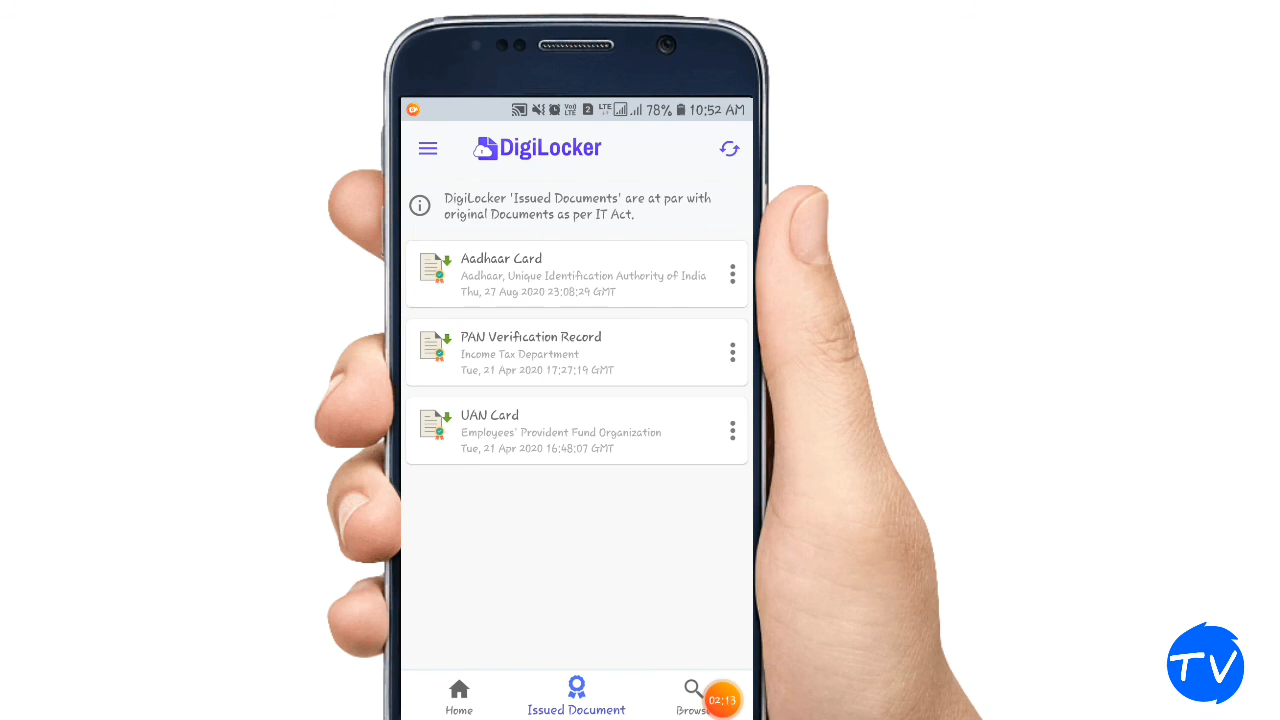 78% 10:52 AM
DigiLocker
DigiLocker 'Issued Documents' are at par with
original Documents as per IT Act.
Aadhaar Card
Aadhaar, Unique Identification Authority of India
Thu, 27 Aug 2020 23:08:29 GMT
PAN Verification Record
Income Tax Department
Tue, 21 Apr 2020 17:27:19 GMT
UAN Card
Employees' Provident Fund Organization
Tue, 21 Apr 2020 16:48:07 GMT
Home
Issued Document
Brows
02:13
TV